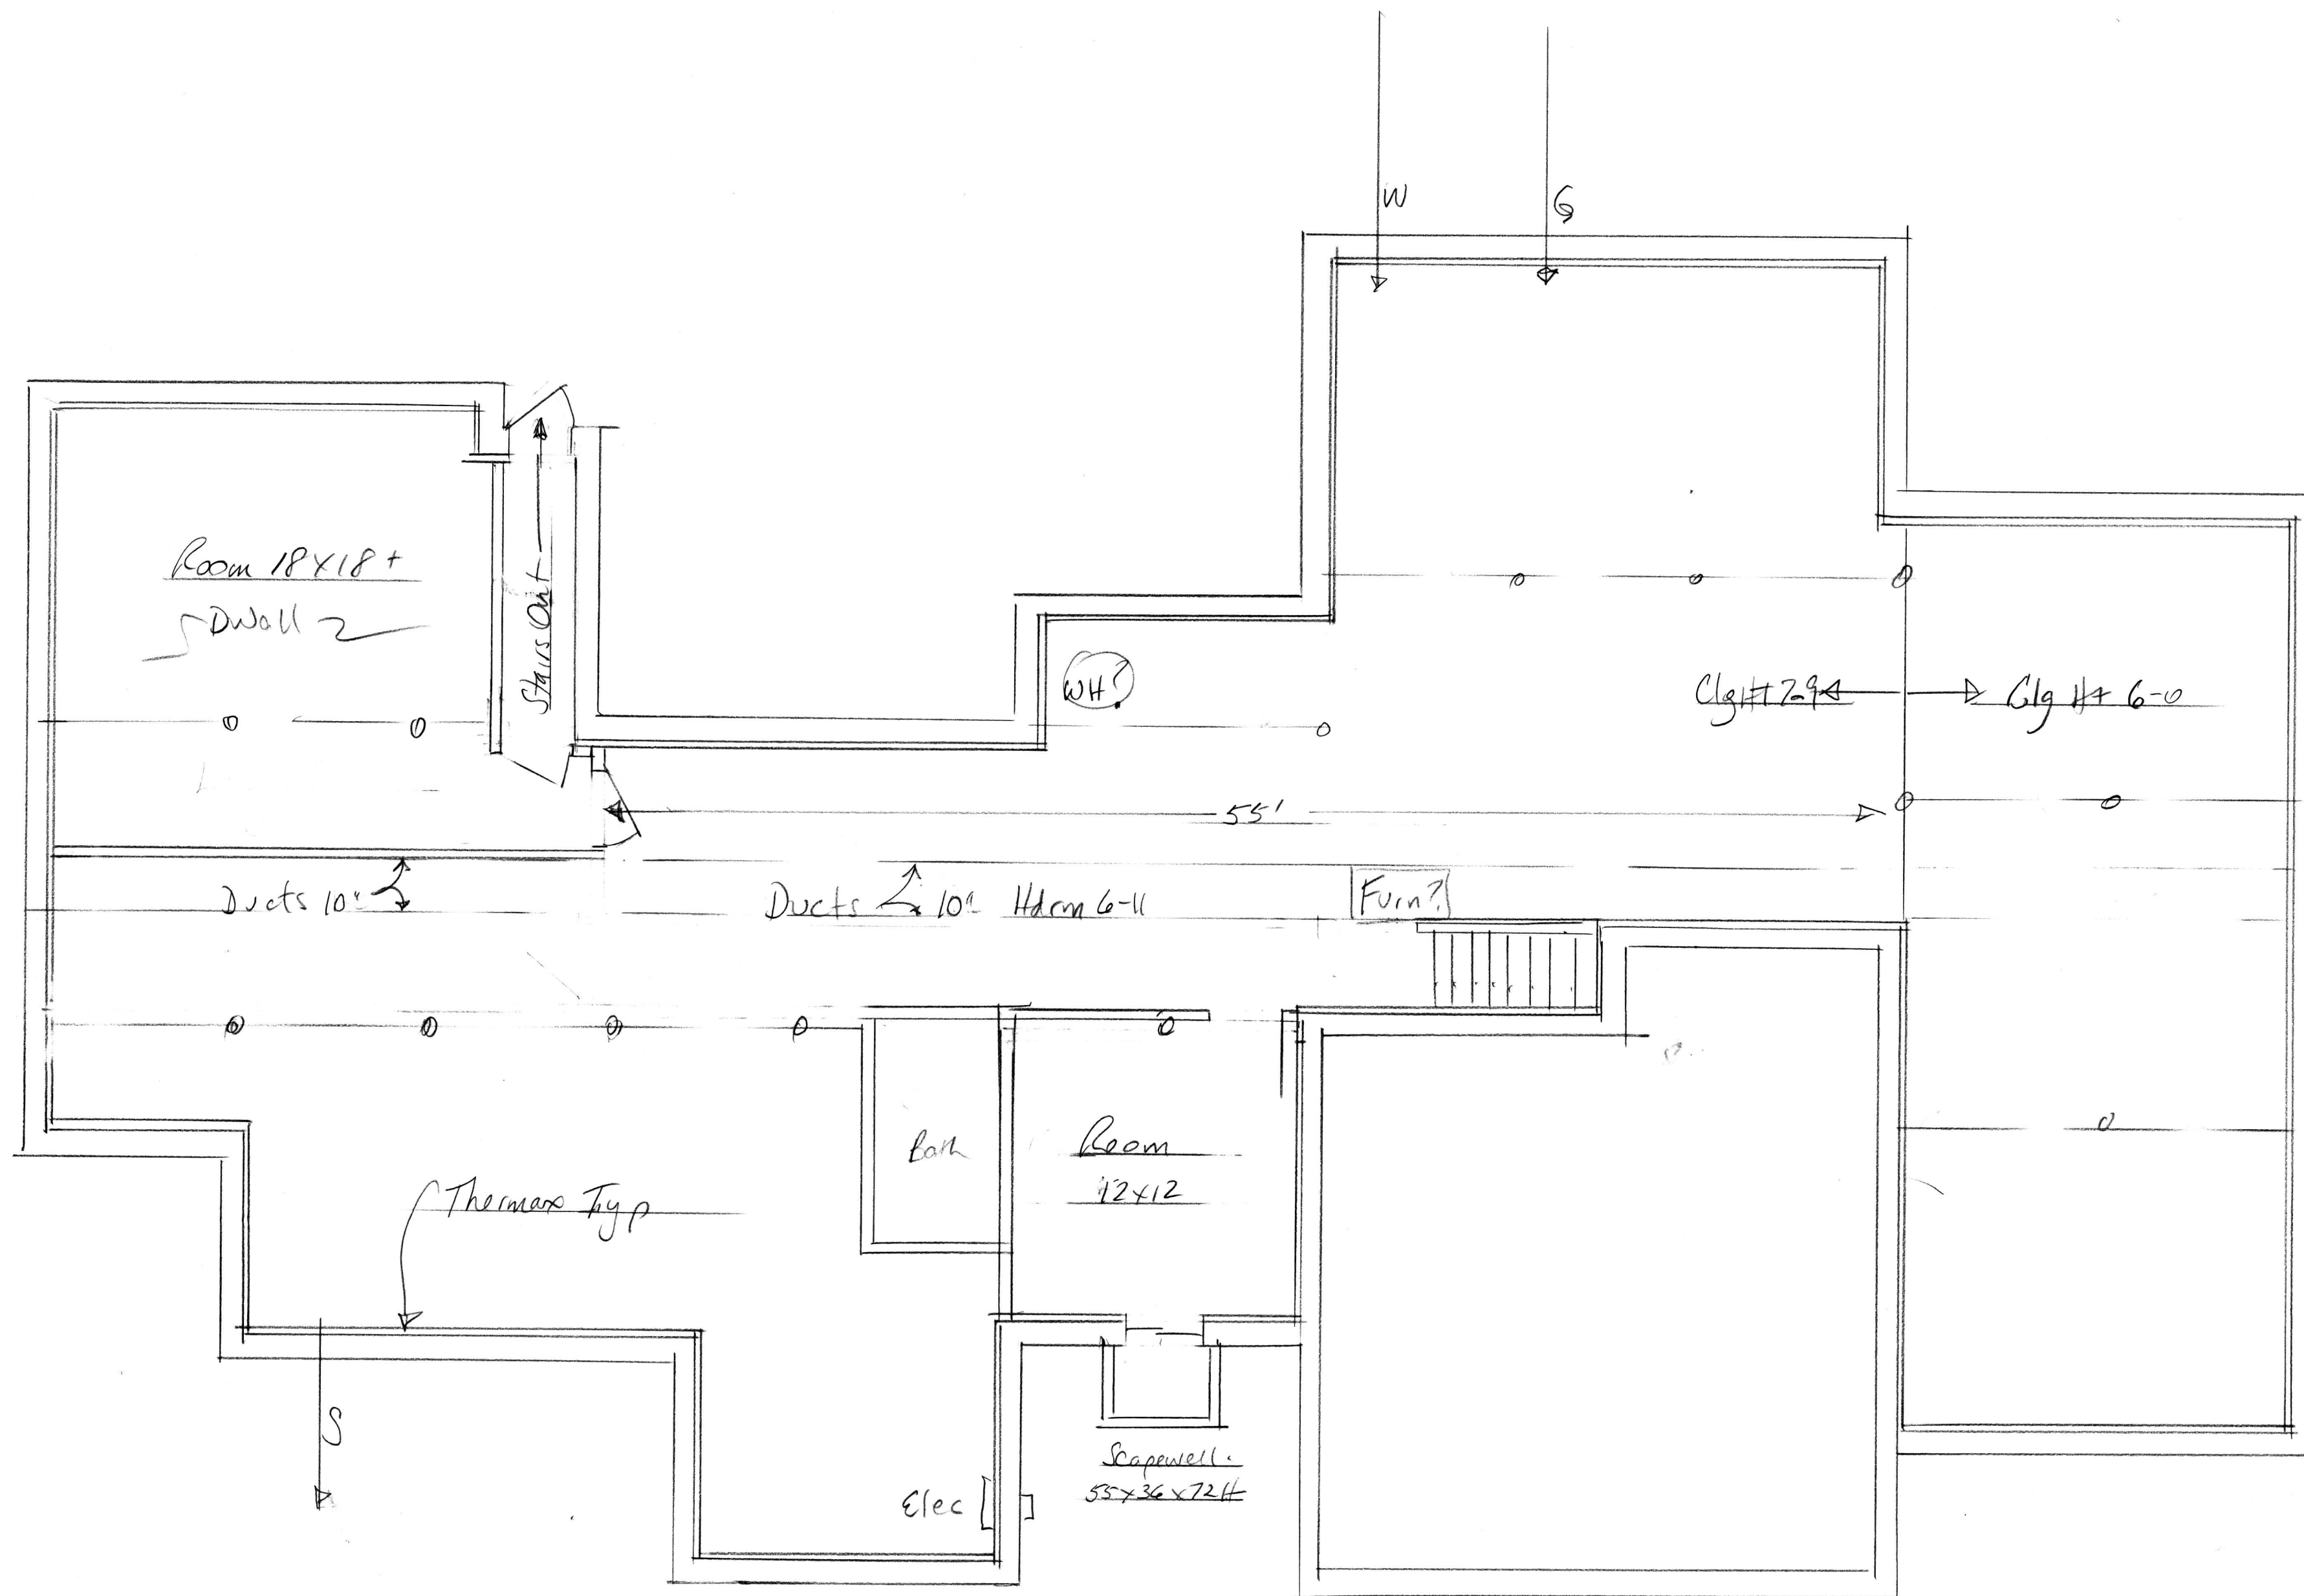 W
G
Room 18x18+
DWall
Stairs Out
WH?
Clg Ht 7-9
Clg Ht 6-0
55'
Ducts 10"
Ducts 10" Hdrm 6-11
Furn?
Bath
Room
12x12
Thermax Typ
S
Elec
Scapewell.
55x36x72H